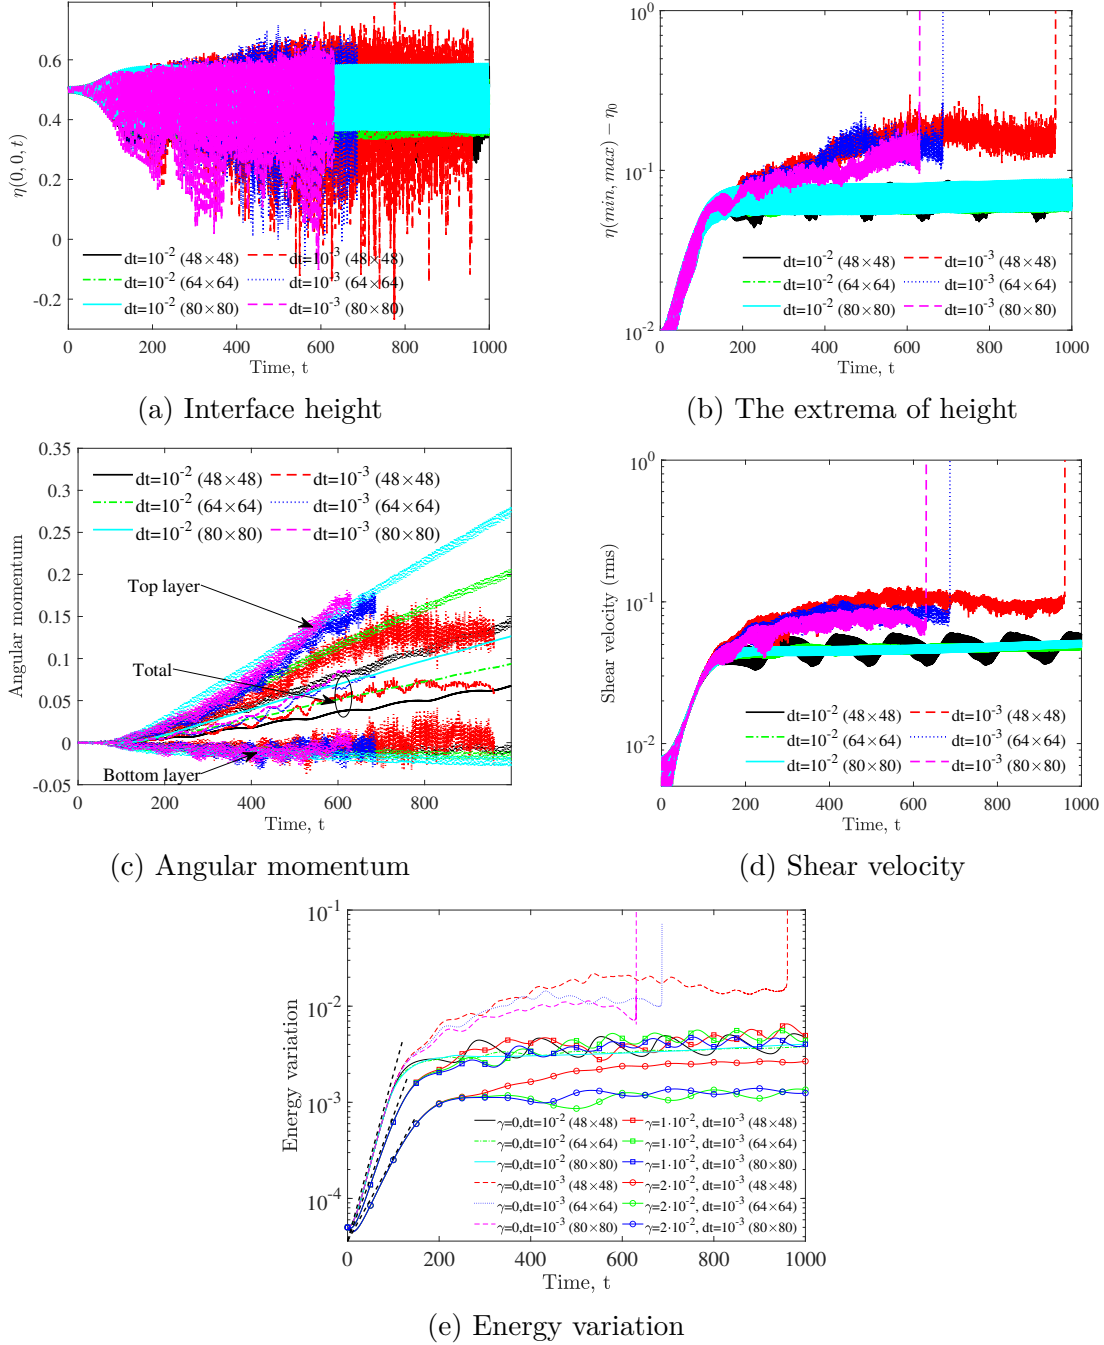 η(0, 0, t)
0.6
0.4
0.2
0
-0.2
dt=10⁻² (48×48)
dt=10⁻³ (48×48)
dt=10⁻² (64×64)
dt=10⁻³ (64×64)
dt=10⁻² (80×80)
dt=10⁻³ (80×80)
0 200 400 600 800 1000
Time, t
(a) Interface height
η(min, max) − η₀
10⁰
10⁻¹
10⁻²
dt=10⁻² (48×48)
dt=10⁻³ (48×48)
dt=10⁻² (64×64)
dt=10⁻³ (64×64)
dt=10⁻² (80×80)
dt=10⁻³ (80×80)
0 200 400 600 800 1000
Time, t
(b) The extrema of height
Angular momentum
0.35
0.3
0.25
0.2
0.15
0.1
0.05
0
-0.05
dt=10⁻² (48×48)
dt=10⁻³ (48×48)
dt=10⁻² (64×64)
dt=10⁻³ (64×64)
dt=10⁻² (80×80)
dt=10⁻³ (80×80)
Top layer
Total
Bottom layer
0 200 400 600 800
Time, t
(c) Angular momentum
Shear velocity (rms)
10⁰
10⁻¹
10⁻²
dt=10⁻² (48×48)
dt=10⁻³ (48×48)
dt=10⁻² (64×64)
dt=10⁻³ (64×64)
dt=10⁻² (80×80)
dt=10⁻³ (80×80)
0 200 400 600 800 1000
Time, t
(d) Shear velocity
Energy variation
10⁻¹
10⁻²
10⁻³
10⁻⁴
γ=0,dt=10⁻² (48×48)
γ=1·10⁻², dt=10⁻³ (48×48)
γ=0,dt=10⁻² (64×64)
γ=1·10⁻², dt=10⁻³ (64×64)
γ=0,dt=10⁻² (80×80)
γ=1·10⁻², dt=10⁻³ (80×80)
γ=0,dt=10⁻³ (48×48)
γ=2·10⁻², dt=10⁻³ (48×48)
γ=0,dt=10⁻³ (64×64)
γ=2·10⁻², dt=10⁻³ (64×64)
γ=0,dt=10⁻³ (80×80)
γ=2·10⁻², dt=10⁻³ (80×80)
0 200 400 600 800 1000
Time, t
(e) Energy variation